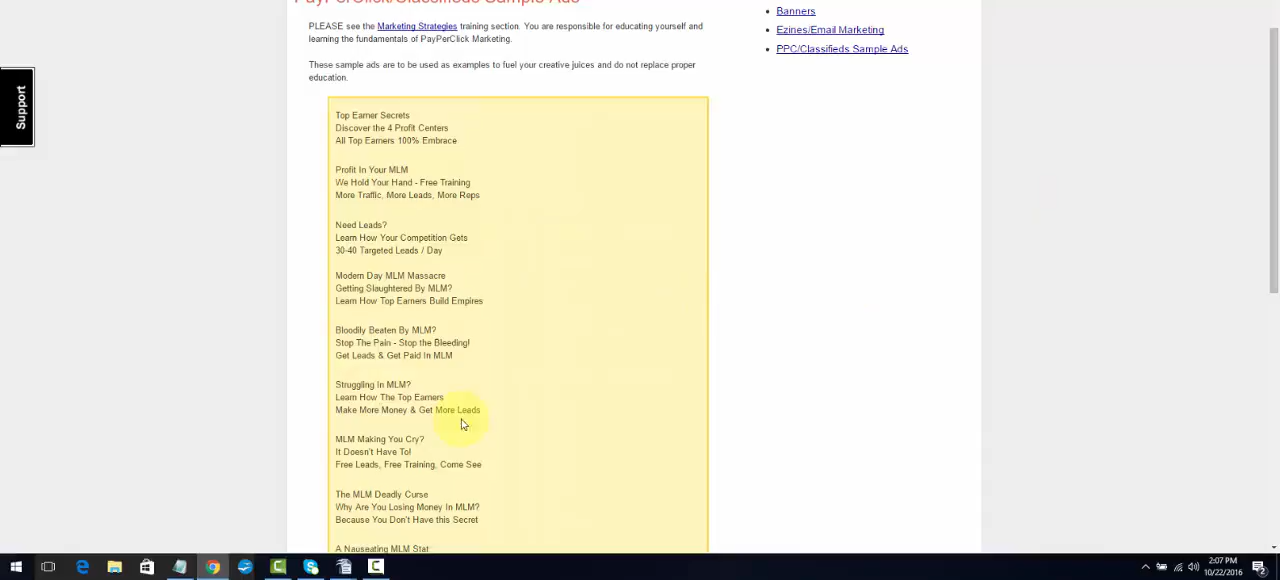 PayPerClick/Classifieds Sample Ads
PLEASE see the Marketing Strategies training section. You are responsible for educating yourself and
learning the fundamentals of PayPerClick Marketing.
These sample ads are to be used as examples to fuel your creative juices and do not replace proper
education.
Top Earner Secrets
Discover the 4 Profit Centers
All Top Earners 100% Embrace
Profit In Your MLM
We Hold Your Hand - Free Training
More Traffic, More Leads, More Reps
Need Leads?
Learn How Your Competition Gets
30-40 Targeted Leads / Day
Modern Day MLM Massacre
Getting Slaughtered By MLM?
Learn How Top Earners Build Empires
Bloodily Beaten By MLM?
Stop The Pain - Stop the Bleeding!
Get Leads & Get Paid In MLM
Struggling In MLM?
Learn How The Top Earners
Make More Money & Get More Leads
MLM Making You Cry?
It Doesn't Have To!
Free Leads, Free Training, Come See
The MLM Deadly Curse
Why Are You Losing Money In MLM?
Because You Don't Have this Secret
A Nauseating MLM Stat
Banners
Ezines/Email Marketing
PPC/Classifieds Sample Ads
Support
2:07 PM
10/22/2016